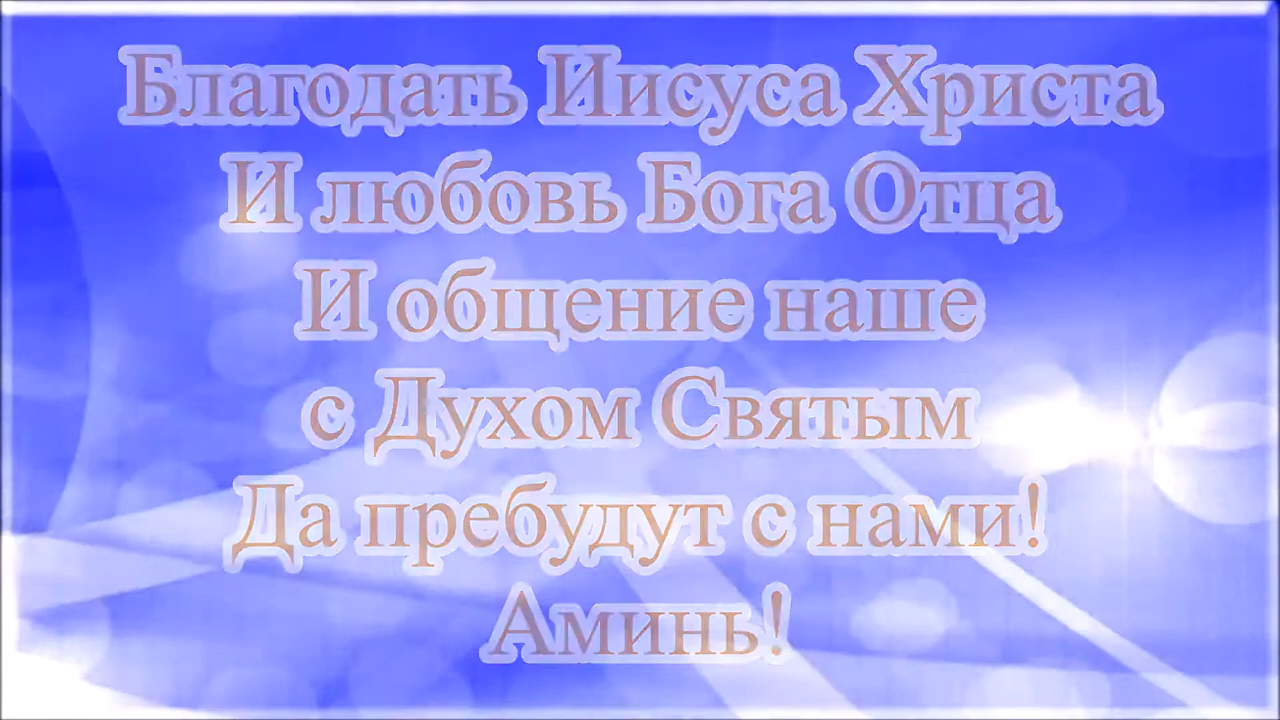 Благодать Иисуса Христа
И любовь Бога Отца
И общение наше
с Духом Святым
Да пребудут с нами!
Аминь!